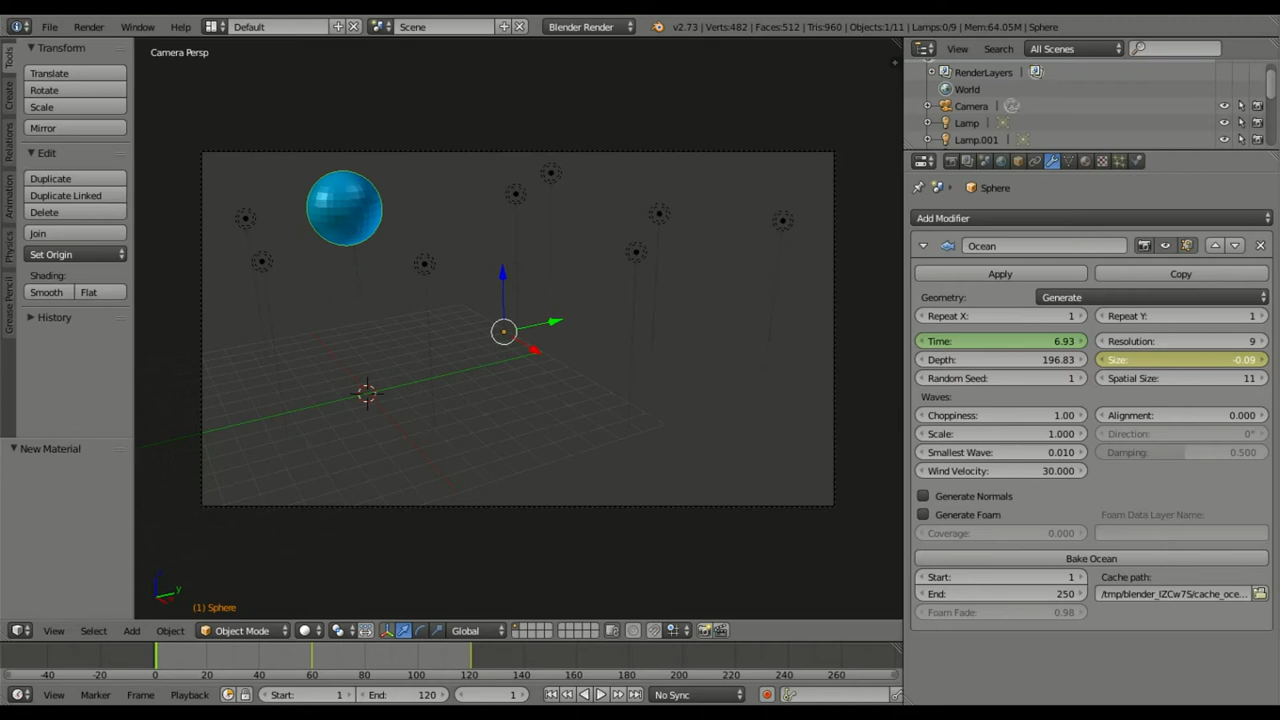 File Render Window Help Default Scene Blender Render v2.73 | Verts:482 | Faces:512 | Tris:960 | Objects:1/11 | Lamps:0/9 | Mem:64.05M | Sphere
Tools
Create
Relations
Animation
Physics
Grease Pencil
Transform
Translate
Rotate
Scale
Mirror
Edit
Duplicate
Duplicate Linked
Delete
Join
Set Origin
Shading:
Smooth Flat
History
New Material
Camera Persp
(1) Sphere
z
y
View Search All Scenes
RenderLayers
World
Camera
Lamp
Lamp.001
Sphere
Add Modifier
Ocean
Apply Copy
Geometry: Generate
Repeat X: 1 Repeat Y: 1
Time: 6.93 Resolution: 9
Depth: 196.83 Size: -0.09
Random Seed: 1 Spatial Size: 11
Waves:
Choppiness: 1.00 Alignment: 0.000
Scale: 1.000 Direction: 0°
Smallest Wave: 0.010 Damping: 0.500
Wind Velocity: 30.000
Generate Normals
Generate Foam Foam Data Layer Name:
Coverage: 0.000
Bake Ocean
Start: 1 Cache path:
End: 250 /tmp/blender_IZCw7S/cache_oce...
Foam Fade: 0.98
View Select Add Object Object Mode Global
-40 -20 0 20 40 60 80 100 120 140 160 180 200 220 240 260
View Marker Frame Playback Start: 1 End: 120 1 No Sync